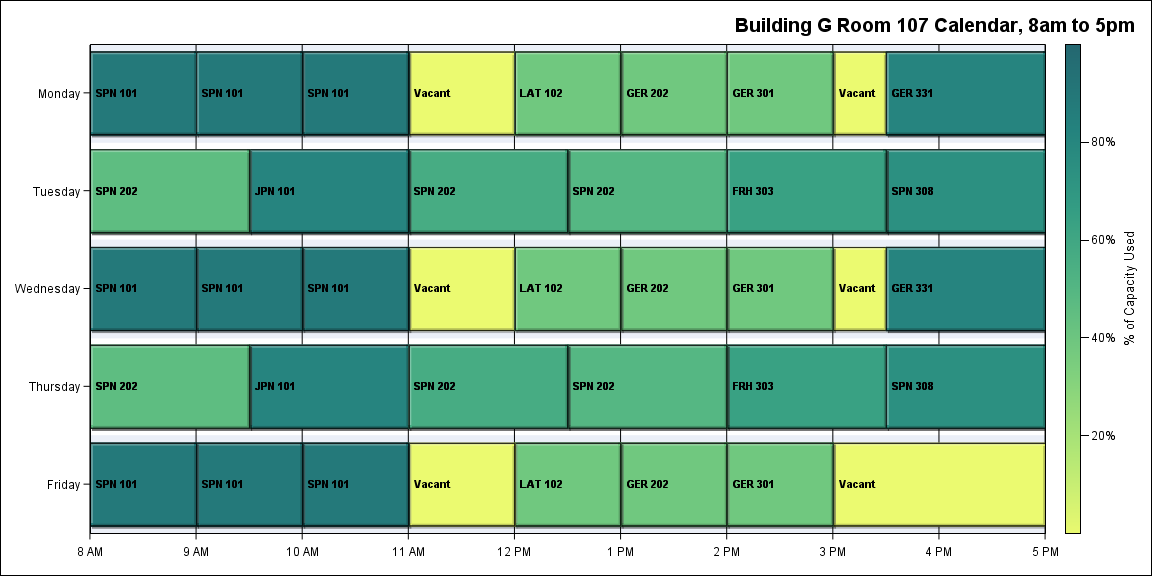 Building G Room 107 Calendar, 8am to 5pm
Monday
SPN 101
SPN 101
SPN 101
Vacant
LAT 102
GER 202
GER 301
Vacant
GER 331
Tuesday
SPN 202
JPN 101
SPN 202
SPN 202
FRH 303
SPN 308
Wednesday
SPN 101
SPN 101
SPN 101
Vacant
LAT 102
GER 202
GER 301
Vacant
GER 331
Thursday
SPN 202
JPN 101
SPN 202
SPN 202
FRH 303
SPN 308
Friday
SPN 101
SPN 101
SPN 101
Vacant
LAT 102
GER 202
GER 301
Vacant
8 AM
9 AM
10 AM
11 AM
12 PM
1 PM
2 PM
3 PM
4 PM
5 PM
80%
60%
40%
20%
% of Capacity Used